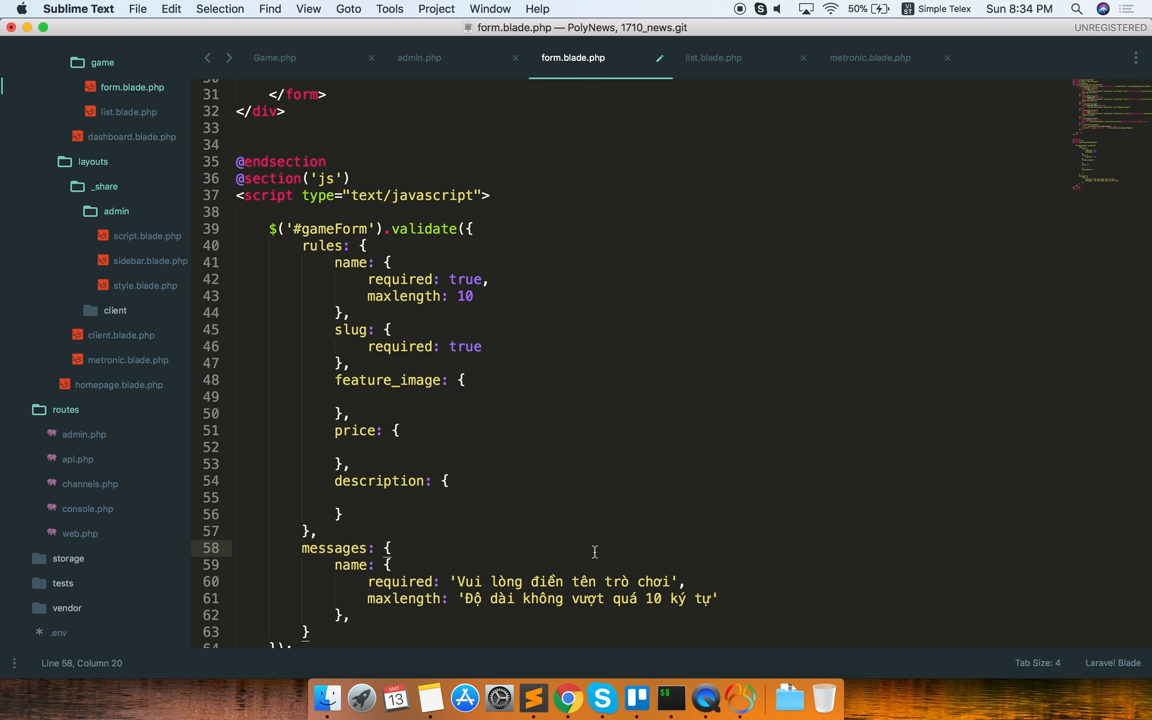 Sublime Text File Edit Selection Find View Goto Tools Project Window Help 50% Simple Telex Sun 8:34 PM
form.blade.php — PolyNews, 1710_news.git UNREGISTERED
Game.php admin.php form.blade.php list.blade.php metronic.blade.php
game
form.blade.php
list.blade.php
dashboard.blade.php
layouts
_share
admin
script.blade.php
sidebar.blade.php
style.blade.php
client
client.blade.php
metronic.blade.php
homepage.blade.php
routes
admin.php
api.php
channels.php
console.php
web.php
storage
tests
vendor
.env
31 </form>
32 </div>
33
34
35 @endsection
36 @section('js')
37 <script type="text/javascript">
38
39 $('#gameForm').validate({
40 rules: {
41 name: {
42 required: true,
43 maxlength: 10
44 },
45 slug: {
46 required: true
47 },
48 feature_image: {
49
50 },
51 price: {
52
53 },
54 description: {
55
56 }
57 },
58 messages: {
59 name: {
60 required: 'Vui lòng điền tên trò chơi',
61 maxlength: 'Độ dài không vượt quá 10 ký tự'
62 },
63 }
64 });
Line 58, Column 20 Tab Size: 4 Laravel Blade
MAY 13